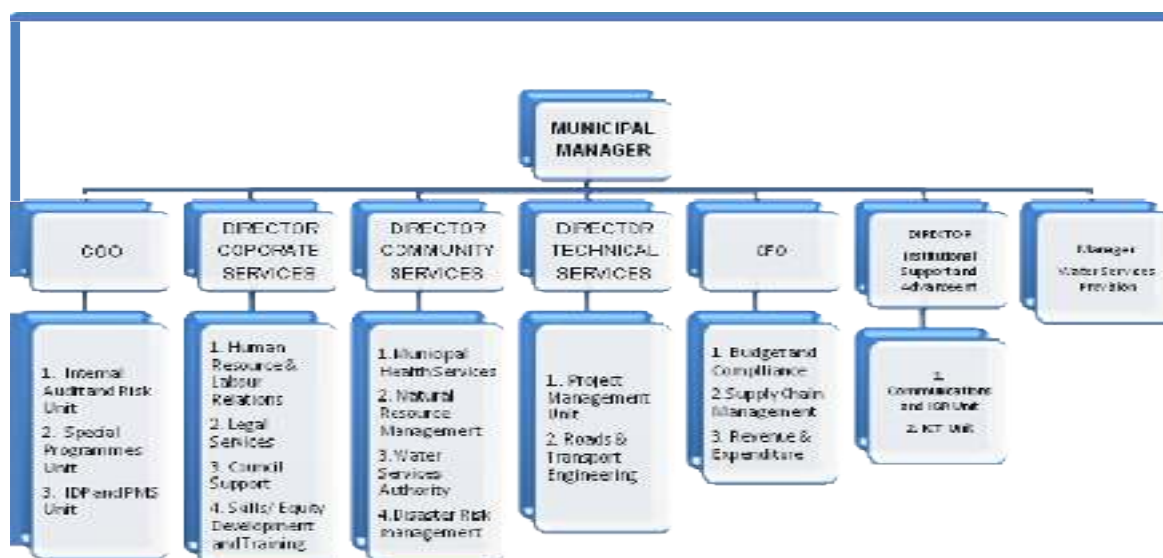 MUNICIPAL
MANAGER
COO
DIRECTOR
COPORATE
SERVICES
DIRECTOR
COMMUNITY
SERVICES
DIRECTOR
TECHNICAL
SERVICES
CFO
DIRECTOR
Institutional
Support and
Manager
Water Services
Provision
1. Internal
Audit and Risk
Unit
2. Special
Programmes
Unit
3. IDP and PMS
Unit
1. Human
Resource &
Labour
Relations
2. Legal
Services
3. Council
Support
4. Skills/ Equity
Development
and Training
1. Municipal
Health Services
2. Natural
Resource
Management
3. Water
Services
Authority
4. Disaster Risk
management
1. Project
Management
Unit
2. Roads &
Transport
Engineering
1. Budget and
Complliance
2. Supply Chain
Management
3. Revenue &
Expenditure
1.
Communications
and IGR Unit
2. ICT Unit